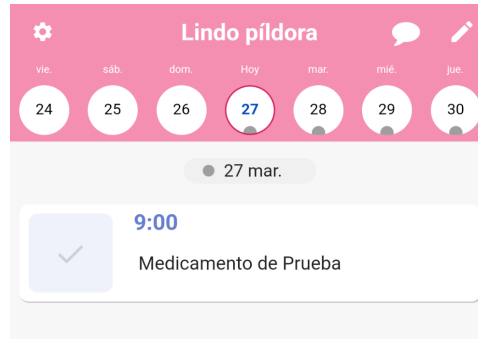 Lindo píldora
vie. sáb. dom. Hoy mar. mié. jue.
24 25 26 27 28 29 30
27 mar.
9:00
Medicamento de Prueba